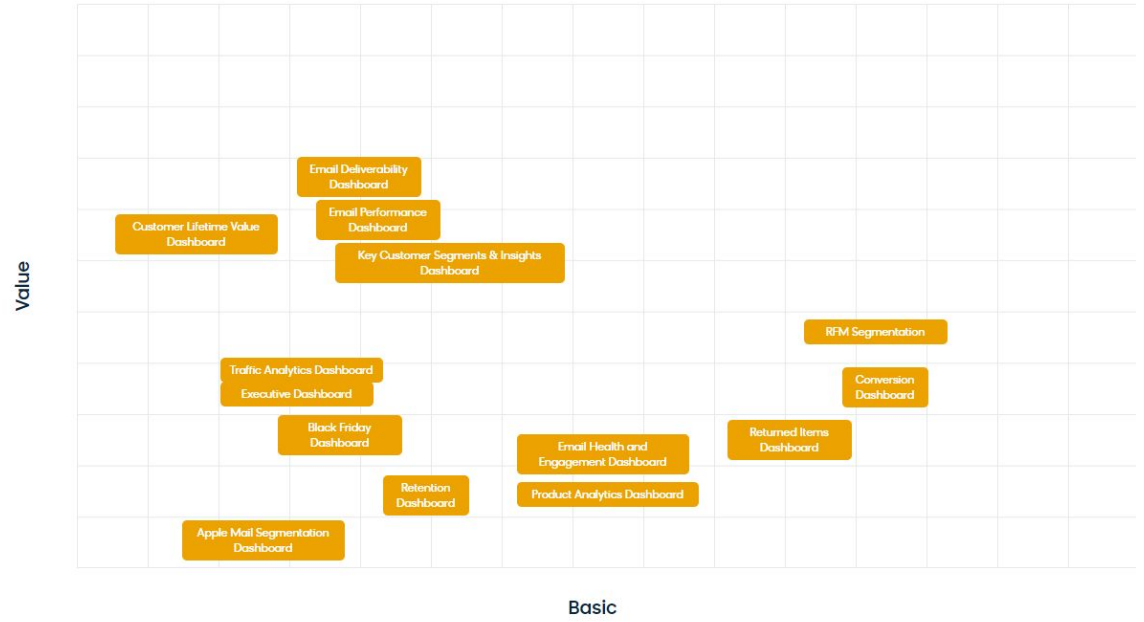 Email Deliverability
Dashboard
Email Performance
Dashboard
Customer Lifetime Value
Dashboard
Key Customer Segments & Insights
Dashboard
Value
RFM Segmentation
Traffic Analytics Dashboard
Executive Dashboard
Conversion
Dashboard
Black Friday
Dashboard
Returned Items
Dashboard
Email Health and
Engagement Dashboard
Retention
Dashboard
Product Analytics Dashboard
Apple Mail Segmentation
Dashboard
Basic